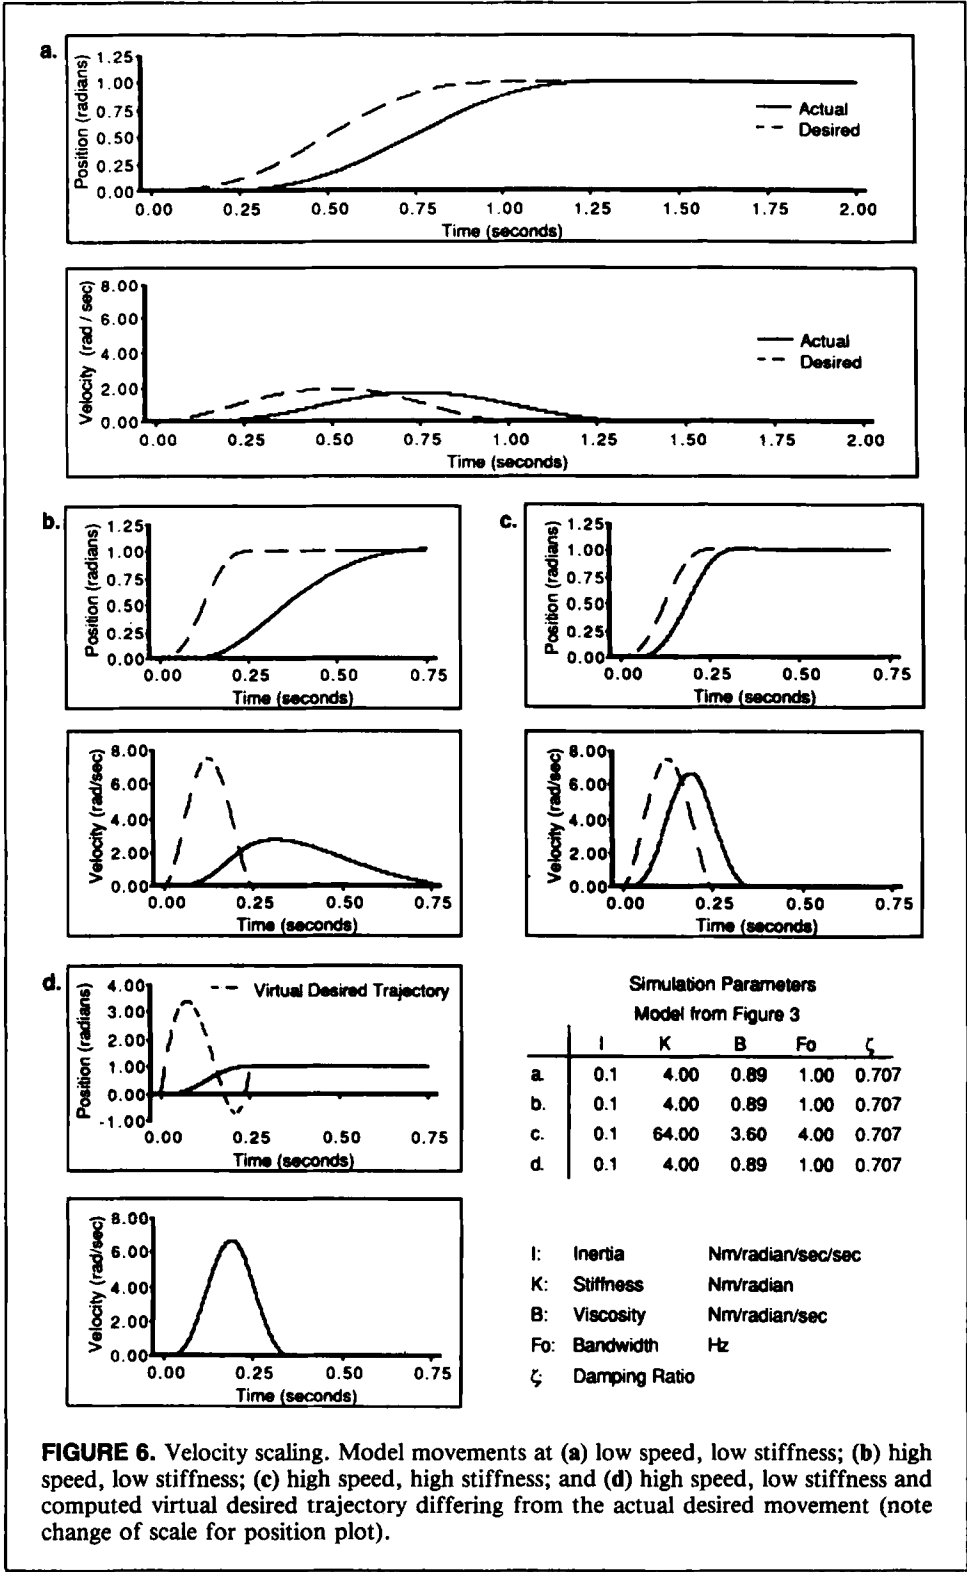 a.
Position (radians)
1.25
1.00
0.75
0.50
0.25
0.00
Actual
Desired
0.00 0.25 0.50 0.75 1.00 1.25 1.50 1.75 2.00
Time (seconds)
Velocity (rad / sec)
8.00
6.00
4.00
2.00
0.00
Actual
Desired
0.00 0.25 0.50 0.75 1.00 1.25 1.50 1.75 2.00
Time (seconds)
b.
Position (radians)
1.25
1.00
0.75
0.50
0.25
0.00
0.00 0.25 0.50 0.75
Time (seconds)
Velocity (rad/sec)
8.00
6.00
4.00
2.00
0.00
0.00 0.25 0.50 0.75
Time (seconds)
c.
Position (radians)
1.25
1.00
0.75
0.50
0.25
0.00
0.00 0.25 0.50 0.75
Time (seconds)
Velocity (rad/sec)
8.00
6.00
4.00
2.00
0.00
0.00 0.25 0.50 0.75
Time (seconds)
d.
Position (radians)
4.00
3.00
2.00
1.00
0.00
-1.00
Virtual Desired Trajectory
0.00 0.25 0.50 0.75
Time (seconds)
Velocity (rad/sec)
8.00
6.00
4.00
2.00
0.00
0.00 0.25 0.50 0.75
Time (seconds)
Simulation Parameters
Model from Figure 3
I K B Fo ζ
a. 0.1 4.00 0.89 1.00 0.707
b. 0.1 4.00 0.89 1.00 0.707
c. 0.1 64.00 3.60 4.00 0.707
d. 0.1 4.00 0.89 1.00 0.707
I: Inertia Nm/radian/sec/sec
K: Stiffness Nm/radian
B: Viscosity Nm/radian/sec
Fo: Bandwidth Hz
ζ: Damping Ratio
FIGURE 6. Velocity scaling. Model movements at (a) low speed, low stiffness; (b) high
speed, low stiffness; (c) high speed, high stiffness; and (d) high speed, low stiffness and
computed virtual desired trajectory differing from the actual desired movement (note
change of scale for position plot).